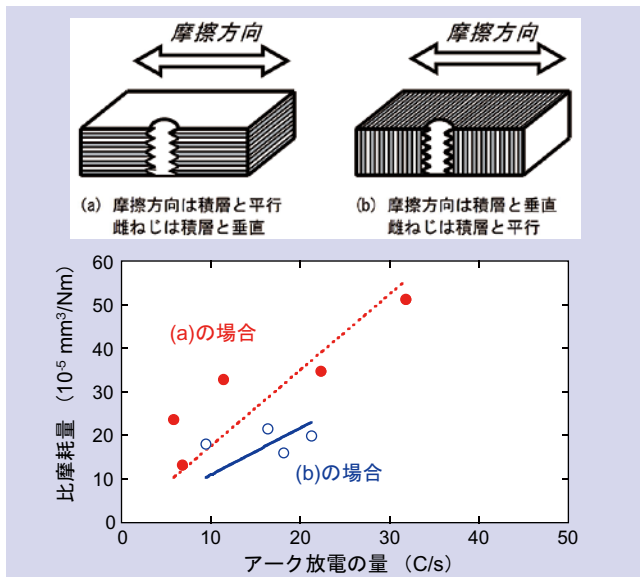 摩擦方向
摩擦方向
(a) 摩擦方向は積層と平行
雌ねじは積層と垂直
(b) 摩擦方向は積層と垂直
雌ねじは積層と平行
比摩耗量 (10⁻⁵ mm³/Nm)
60
50
40
30
20
10
0
(a)の場合
(b)の場合
0
10
20
30
40
50
アーク放電の量 (C/s)